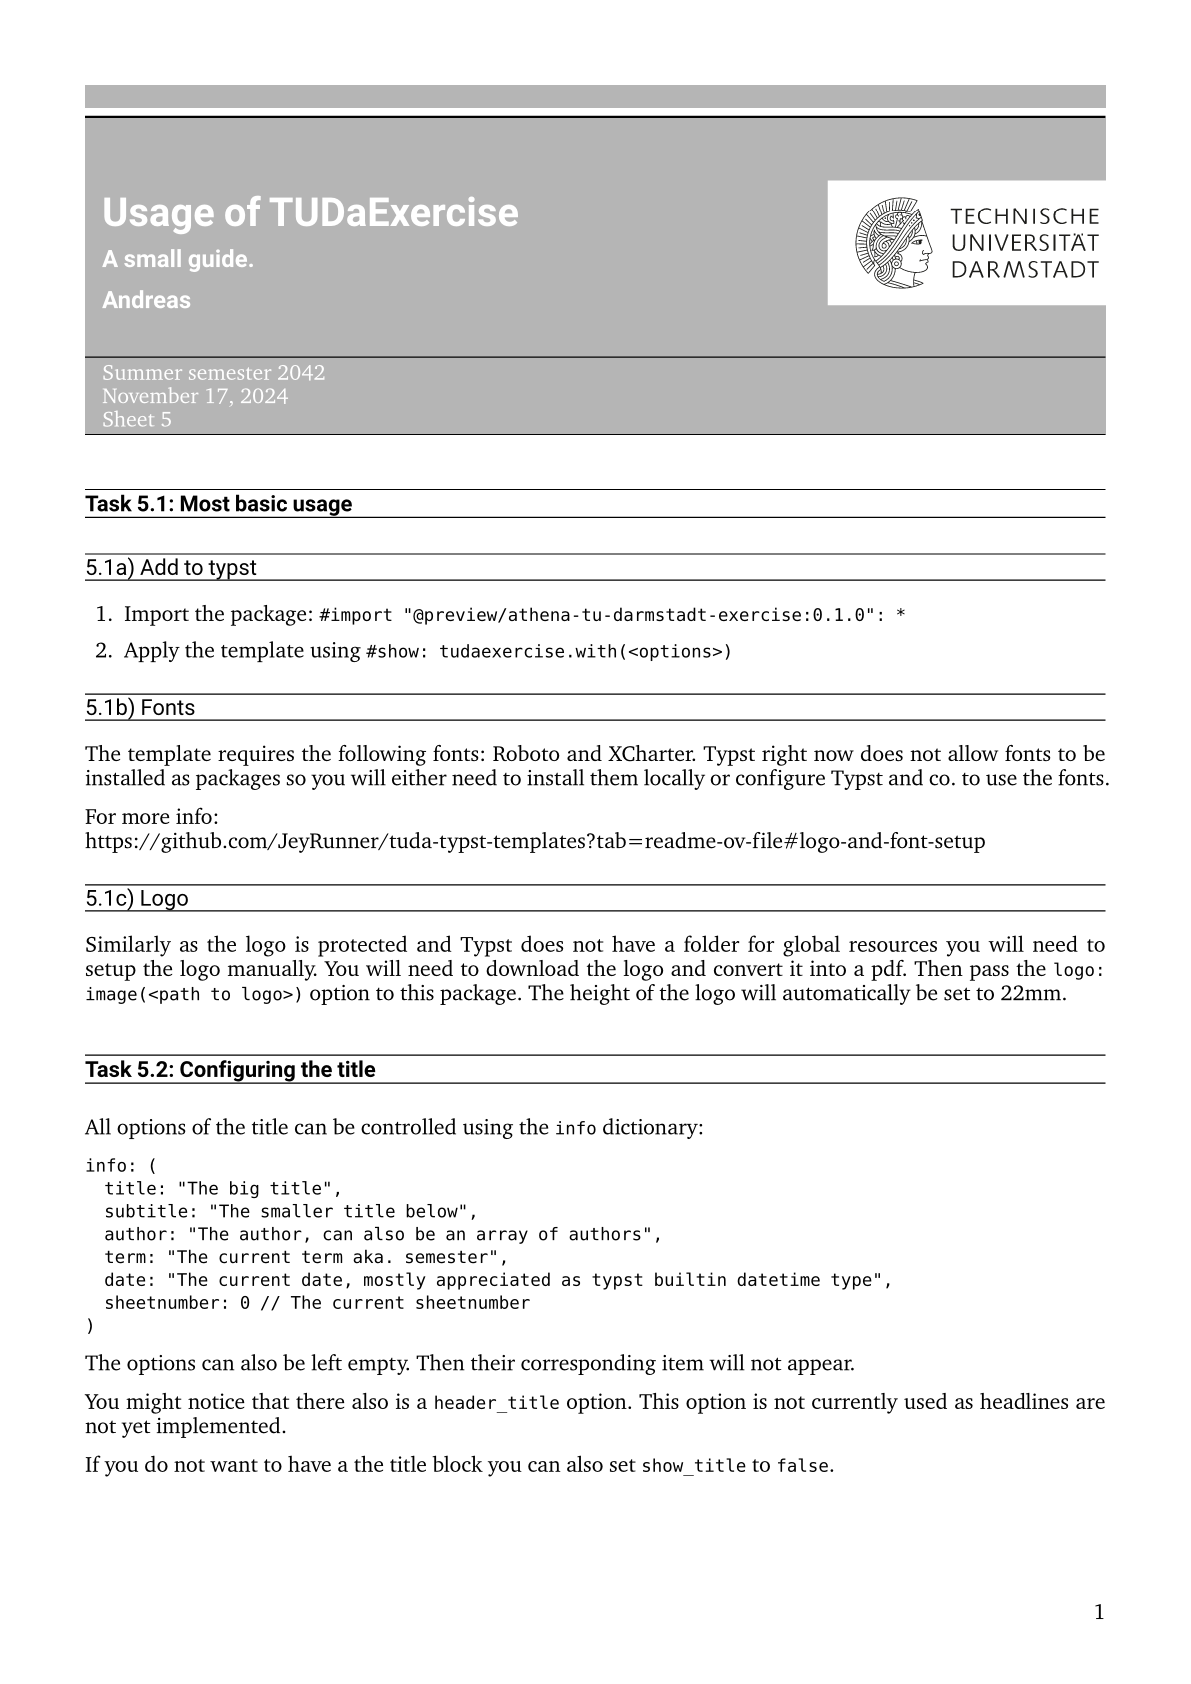 Usage of TUDaExercise
A small guide.
Andreas
TECHNISCHE
UNIVERSITÄT
DARMSTADT
Summer semester 2042
November 17, 2024
Sheet 5
Task 5.1: Most basic usage
5.1a) Add to typst
1. Import the package: #import "@preview/athena-tu-darmstadt-exercise:0.1.0": *
2. Apply the template using #show: tudaexercise.with(<options>)
5.1b) Fonts
The template requires the following fonts: Roboto and XCharter. Typst right now does not allow fonts to be
installed as packages so you will either need to install them locally or configure Typst and co. to use the fonts.
For more info:
https://github.com/JeyRunner/tuda-typst-templates?tab=readme-ov-file#logo-and-font-setup
5.1c) Logo
Similarly as the logo is protected and Typst does not have a folder for global resources you will need to
setup the logo manually. You will need to download the logo and convert it into a pdf. Then pass the logo:
image(<path to logo>) option to this package. The height of the logo will automatically be set to 22mm.
Task 5.2: Configuring the title
All options of the title can be controlled using the info dictionary:
info: (
  title: "The big title",
  subtitle: "The smaller title below",
  author: "The author, can also be an array of authors",
  term: "The current term aka. semester",
  date: "The current date, mostly appreciated as typst builtin datetime type",
  sheetnumber: 0 // The current sheetnumber
)
The options can also be left empty. Then their corresponding item will not appear.
You might notice that there also is a header_title option. This option is not currently used as headlines are
not yet implemented.
If you do not want to have a the title block you can also set show_title to false.
1